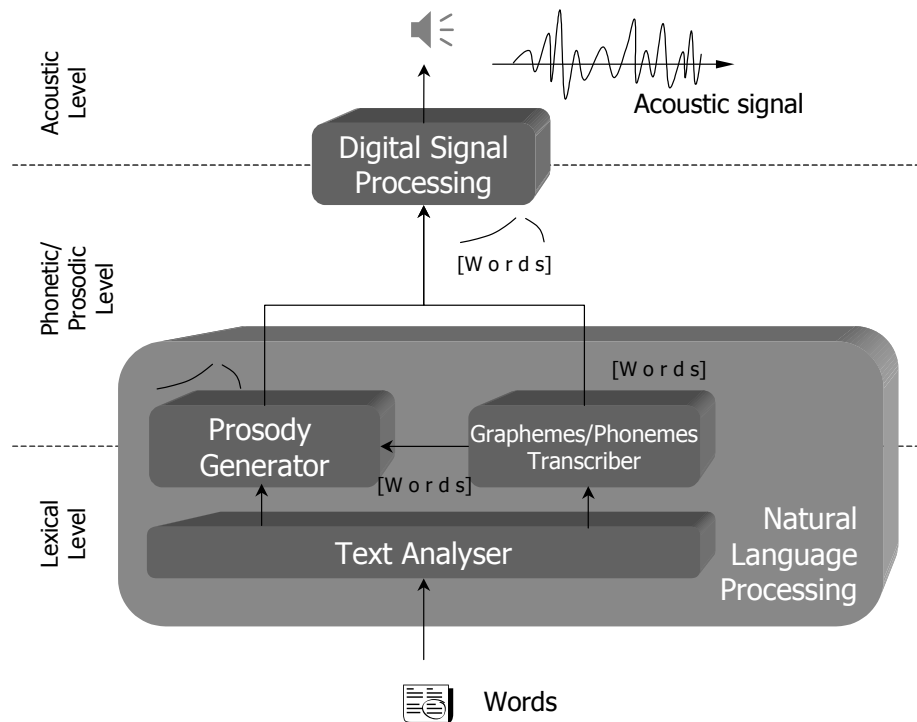 Acoustic
Level
Acoustic signal
Digital Signal
Processing
Phonetic/
Prosodic
Level
[W o r d s]
[W o r d s]
Prosody
Generator
Graphemes/Phonemes
Transcriber
[W o r d s]
Lexical
Level
Text Analyser
Natural
Language
Processing
Words